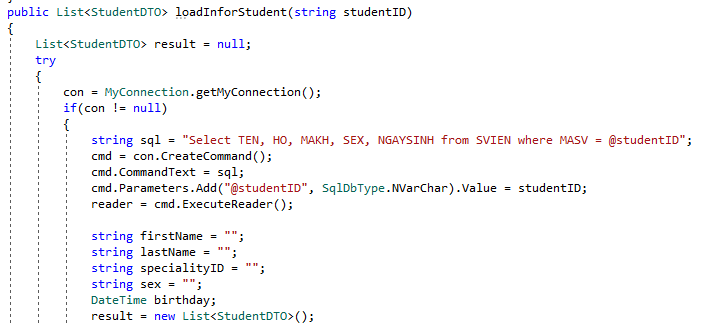 public List<StudentDTO> loadInforStudent(string studentID)
{
List<StudentDTO> result = null;
try
{
con = MyConnection.getMyConnection();
if(con != null)
{
string sql = "Select TEN, HO, MAKH, SEX, NGAYSINH from SVIEN where MASV = @studentID";
cmd = con.CreateCommand();
cmd.CommandText = sql;
cmd.Parameters.Add("@studentID", SqlDbType.NVarChar).Value = studentID;
reader = cmd.ExecuteReader();
string firstName = "";
string lastName = "";
string specialityID = "";
string sex = "";
DateTime birthday;
result = new List<StudentDTO>();